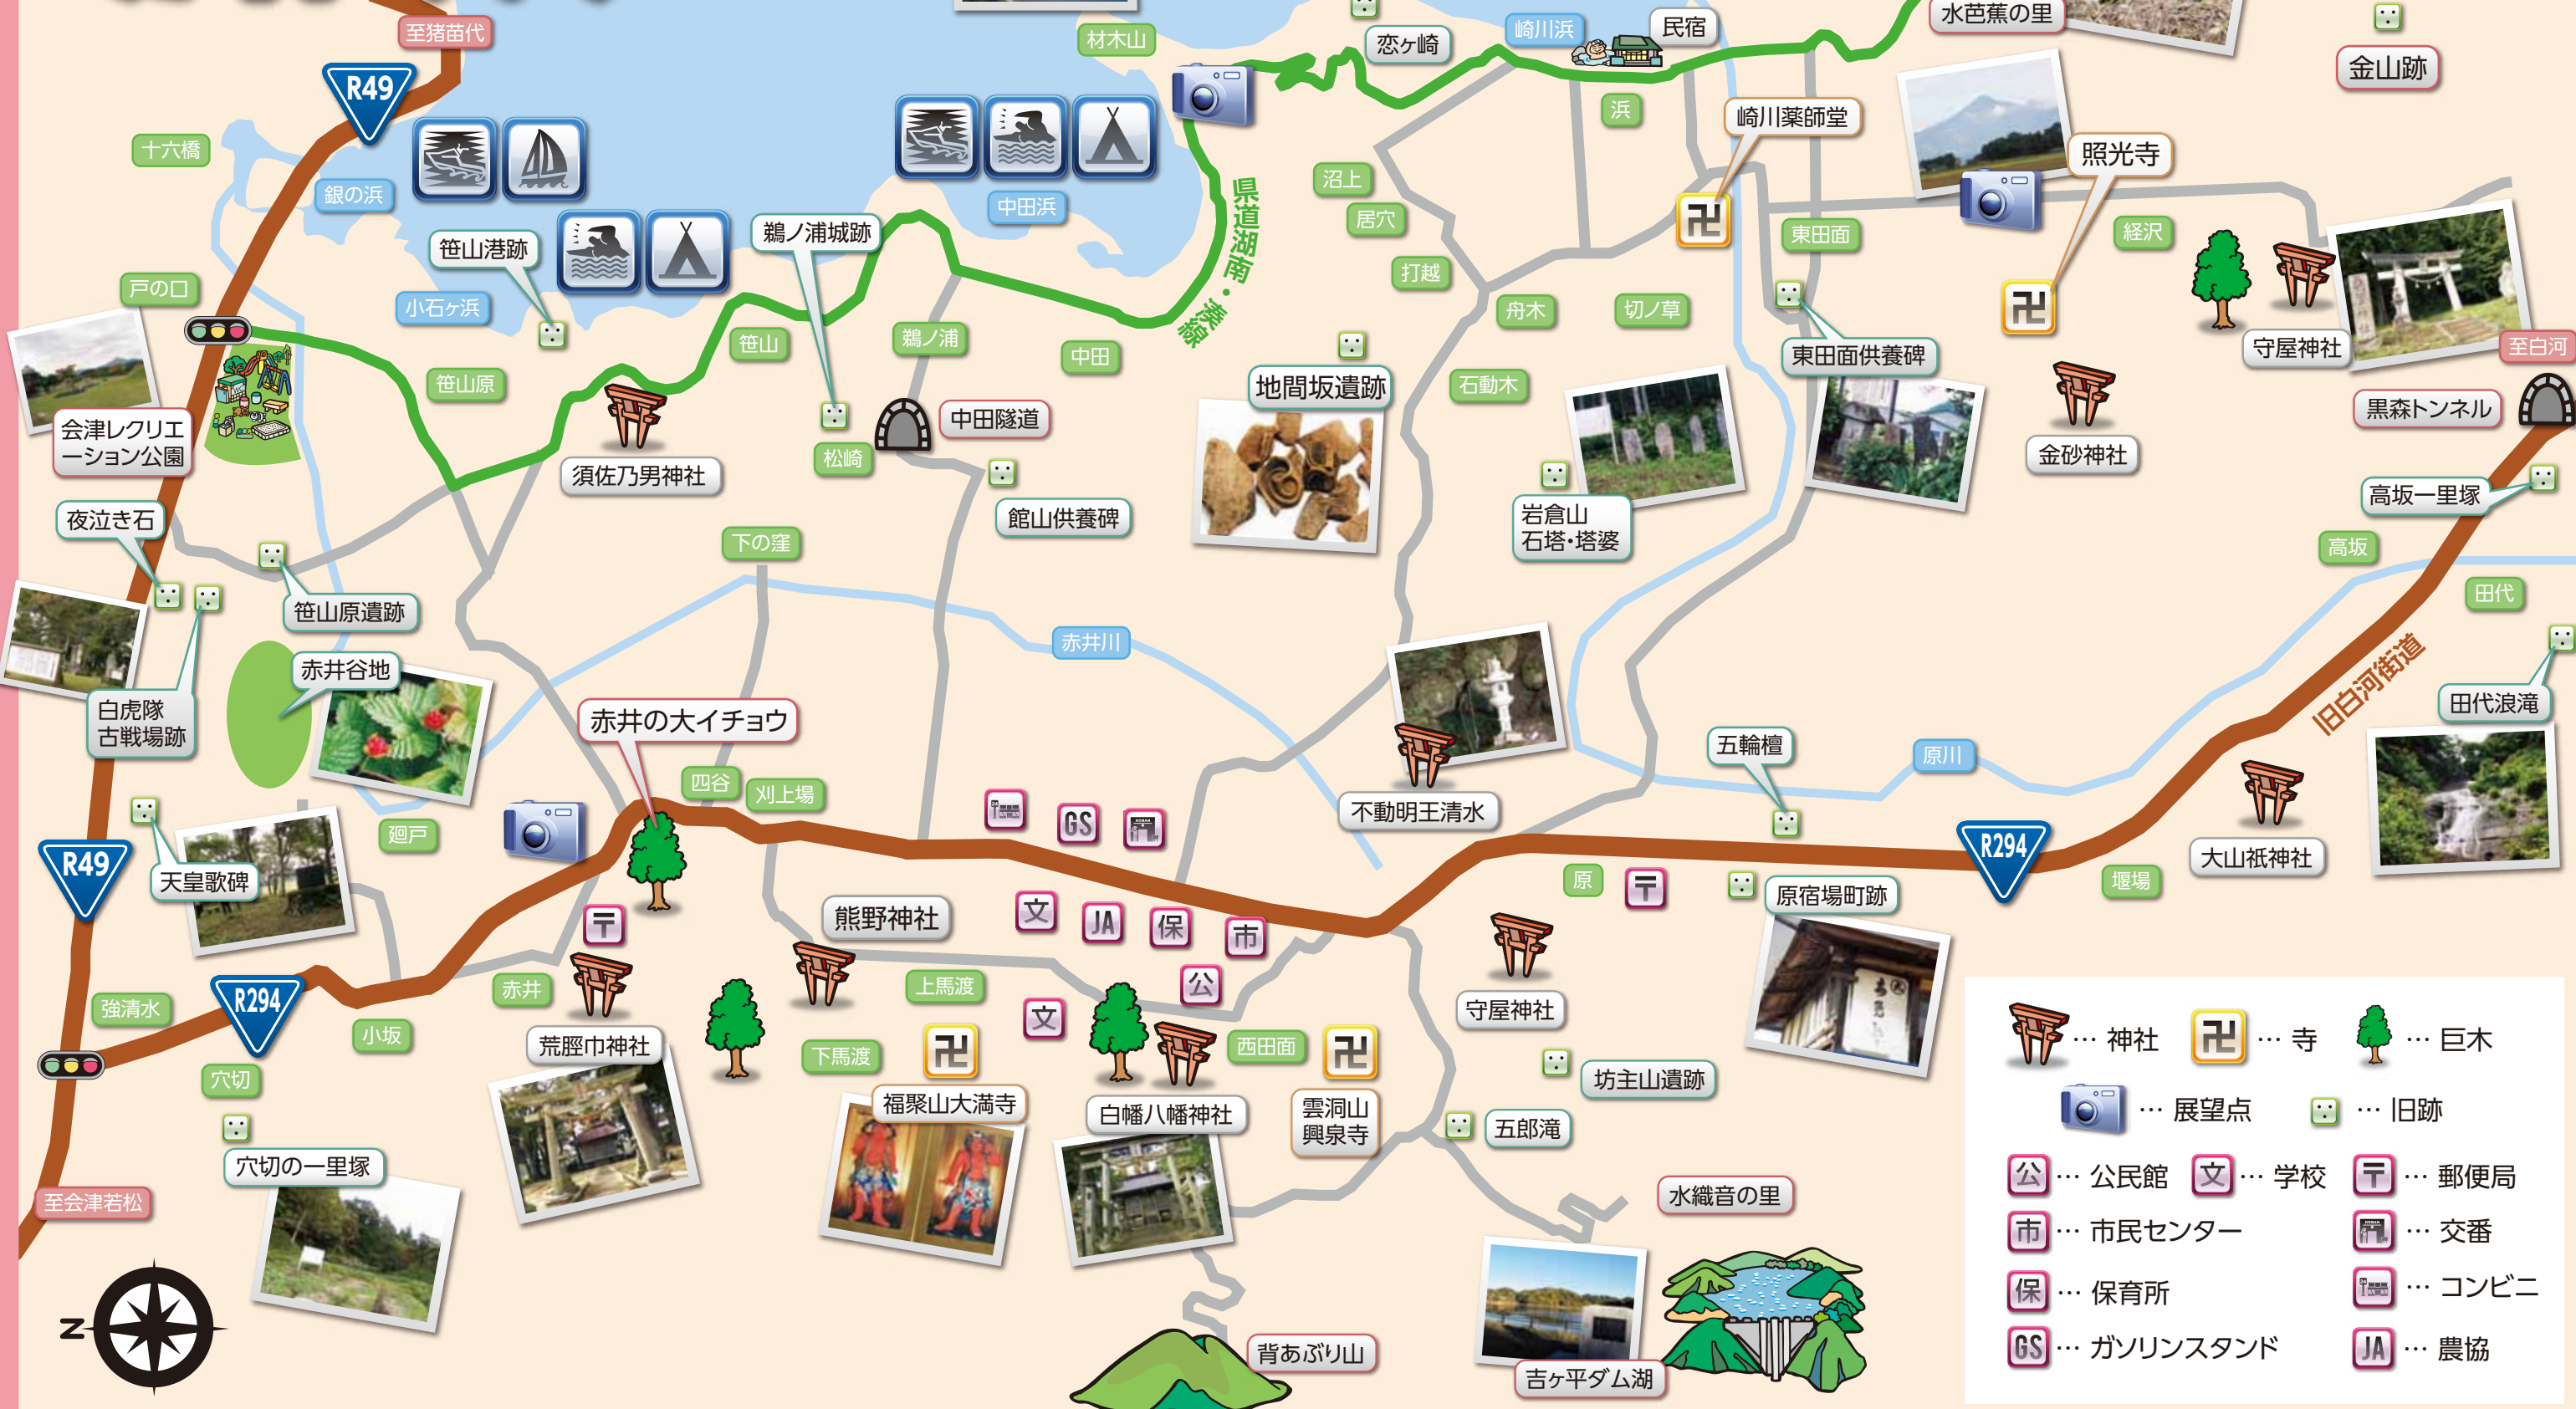 至猪苗代
R49
十六橋
銀の浜
材木山
恋ヶ崎
崎川浜
民宿
水芭蕉の里
金山跡
浜
崎川薬師堂
照光寺
中田浜
県道湖南・湊線
沼上
居穴
打越
東田面
経沢
守屋神社
至白河
戸の口
笹山港跡
小石ヶ浜
鵜ノ浦城跡
笹山
鵜ノ浦
中田
舟木
切ノ草
東田面供養碑
笹山原
地間坂遺跡
石動木
黒森トンネル
会津レクリエ
ーション公園
須佐乃男神社
松崎
中田隧道
金砂神社
高坂一里塚
夜泣き石
館山供養碑
岩倉山
石塔・塔婆
高坂
下の窪
田代
笹山原遺跡
赤井川
赤井谷地
旧白河街道
田代浪滝
白虎隊
古戦場跡
赤井の大イチョウ
五輪檀
原川
四谷
刈上場
不動明王清水
GS
廻戸
R49
天皇歌碑
R294
大山祇神社
堰場
原
〒
原宿場町跡
〒
熊野神社
文
JA
保
市
公
強清水
R294
小坂
赤井
上馬渡
文
守屋神社
荒脛巾神社
下馬渡
卍
西田面
卍
穴切
坊主山遺跡
福聚山大満寺
白幡八幡神社
雲洞山
興泉寺
五郎滝
穴切の一里塚
至会津若松
水織音の里
N
背あぶり山
吉ヶ平ダム湖
… 神社
卍 … 寺
… 巨木
… 展望点
… 旧跡
公 … 公民館
文 … 学校
〒 … 郵便局
市 … 市民センター
… 交番
保 … 保育所
… コンビニ
GS … ガソリンスタンド
JA … 農協